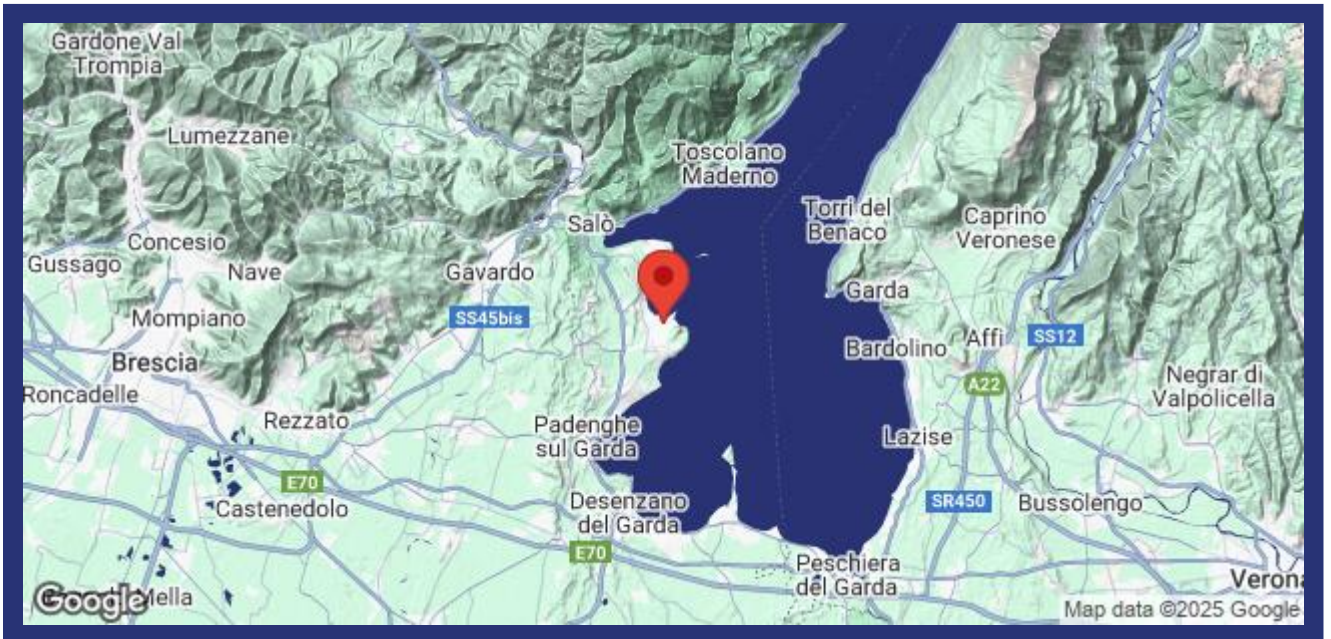 Gardone Val
Trompia
Lumezzane
Toscolano
Maderno
Torri del
Benaco
Caprino
Veronese
Salò
Concesio
Gussago
Nave
Gavardo
Garda
SS45bis
Mompiano
SS12
Affi
Bardolino
Brescia
A22
Negrar di
Valpolicella
Roncadelle
Rezzato
Padenghe
sul Garda
Lazise
E70
Castenedolo
Desenzano
del Garda
SR450
Bussolengo
E70
Peschiera
del Garda
Verona
Google
Mella
Map data ©2025 Google